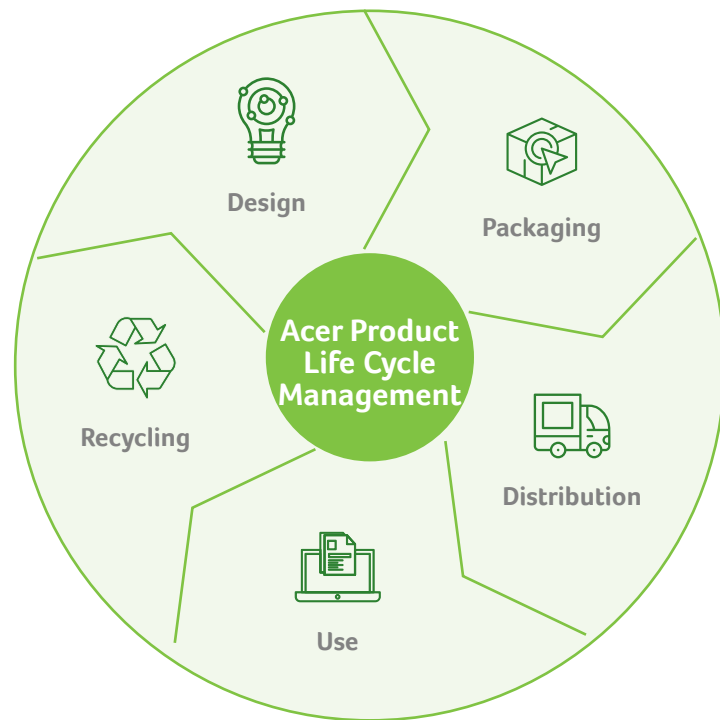 Design
Packaging
Acer Product
Life Cycle
Management
Recycling
Distribution
Use